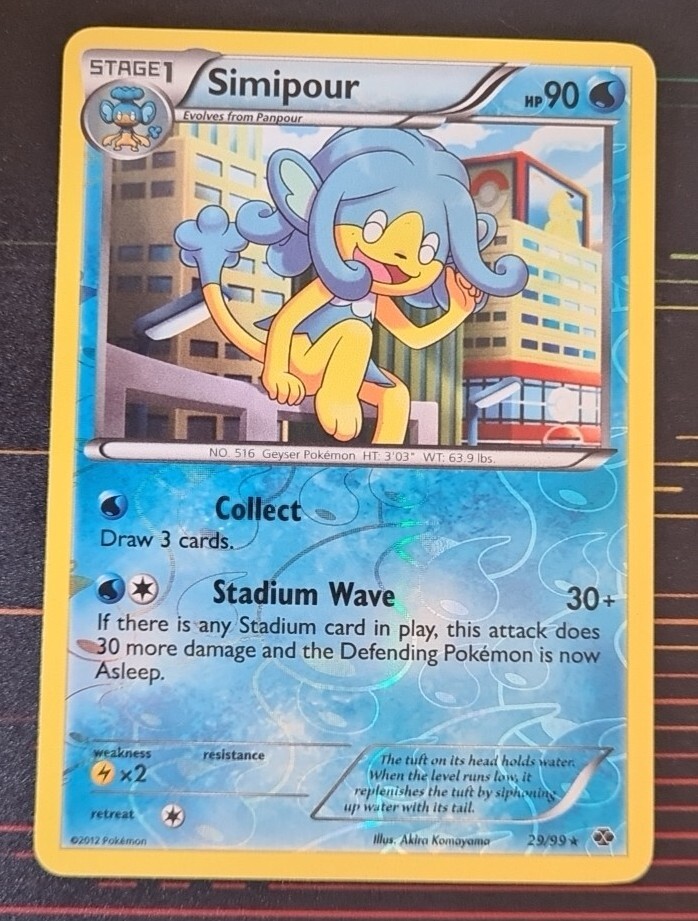 STAGE1
Simipour
HP 90
Evolves from Panpour
NO. 516 Geyser Pokémon HT: 3'03" WT: 63.9 lbs.
Collect
Draw 3 cards.
Stadium Wave 30+
If there is any Stadium card in play, this attack does
30 more damage and the Defending Pokémon is now
Asleep.
weakness resistance
×2
The tuft on its head holds water.
When the level runs low, it
replenishes the tuft by siphoning
up water with its tail.
retreat
©2012 Pokémon
Illus. Akira Komayama
29/99★